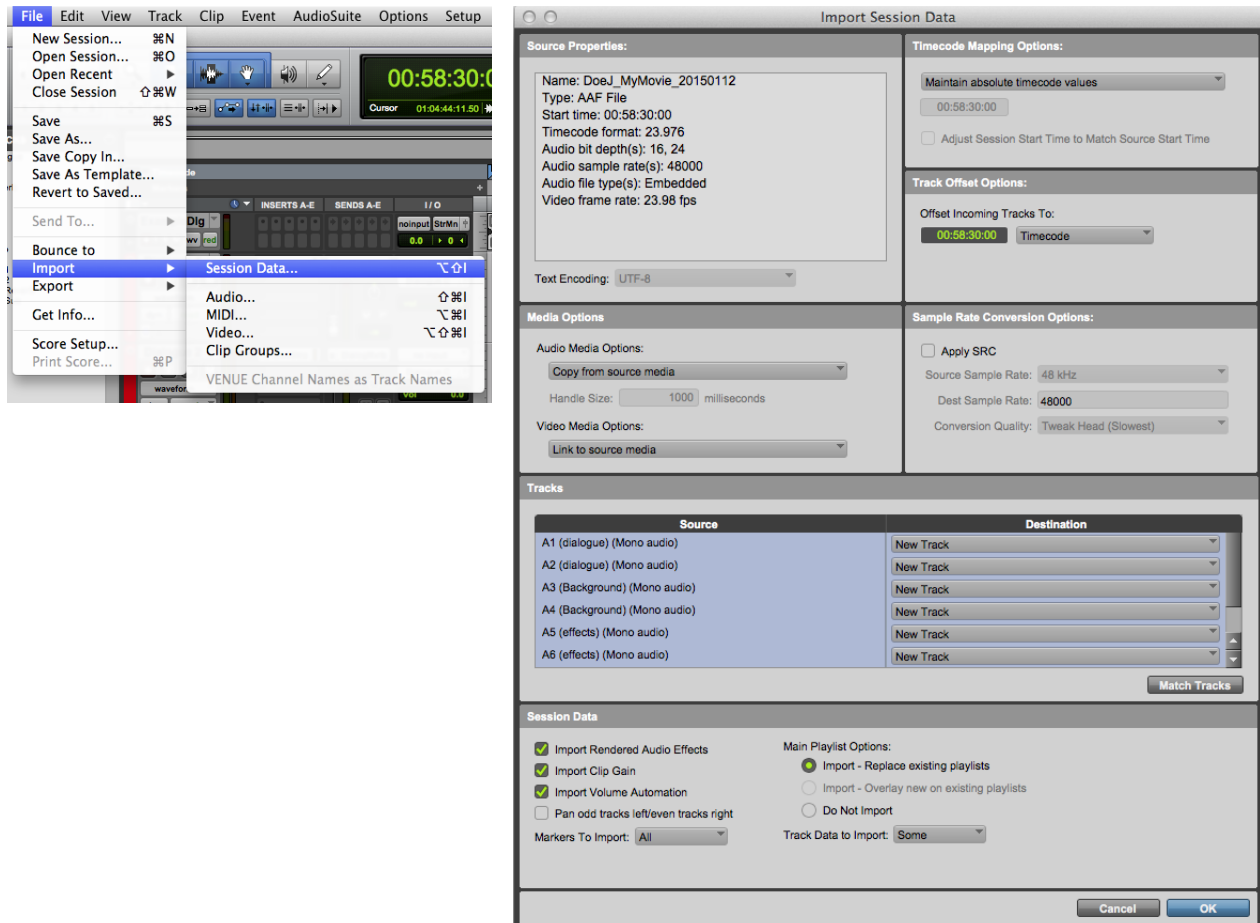 File Edit View Track Clip Event AudioSuite Options Setup
New Session... ⌘N
Open Session... ⌘O
Open Recent ▶
Close Session ⇧⌘W
Save ⌘S
Save As...
Save Copy In...
Save As Template...
Revert to Saved...
Send To... ▶
Bounce to ▶
Import ▶
Export ▶
Get Info...
Score Setup...
Print Score... ⌘P
Session Data... ⌥⇧I
Audio... ⇧⌘I
MIDI... ⌥⌘I
Video... ⌥⇧⌘I
Clip Groups...
VENUE Channel Names as Track Names
00:58:30:0
Cursor 01:04:44:11.50
INSERTS A-E SENDS A-E I / O
Dlg noinput StrMn
red 0.0 0
wavefor
vol 0.0
Import Session Data
Source Properties:
Name: DoeJ_MyMovie_20150112
Type: AAF File
Start time: 00:58:30:00
Timecode format: 23.976
Audio bit depth(s): 16, 24
Audio sample rate(s): 48000
Audio file type(s): Embedded
Video frame rate: 23.98 fps
Text Encoding: UTF-8
Timecode Mapping Options:
Maintain absolute timecode values
00:58:30:00
Adjust Session Start Time to Match Source Start Time
Track Offset Options:
Offset Incoming Tracks To:
00:58:30:00 Timecode
Media Options
Audio Media Options:
Copy from source media
Handle Size: 1000 milliseconds
Video Media Options:
Link to source media
Sample Rate Conversion Options:
Apply SRC
Source Sample Rate: 48 kHz
Dest Sample Rate: 48000
Conversion Quality: Tweak Head (Slowest)
Tracks
Source Destination
A1 (dialogue) (Mono audio) New Track
A2 (dialogue) (Mono audio) New Track
A3 (Background) (Mono audio) New Track
A4 (Background) (Mono audio) New Track
A5 (effects) (Mono audio) New Track
A6 (effects) (Mono audio) New Track
Match Tracks
Session Data
Import Rendered Audio Effects
Import Clip Gain
Import Volume Automation
Pan odd tracks left/even tracks right
Markers To Import: All
Main Playlist Options:
Import - Replace existing playlists
Import - Overlay new on existing playlists
Do Not Import
Track Data to Import: Some
Cancel OK